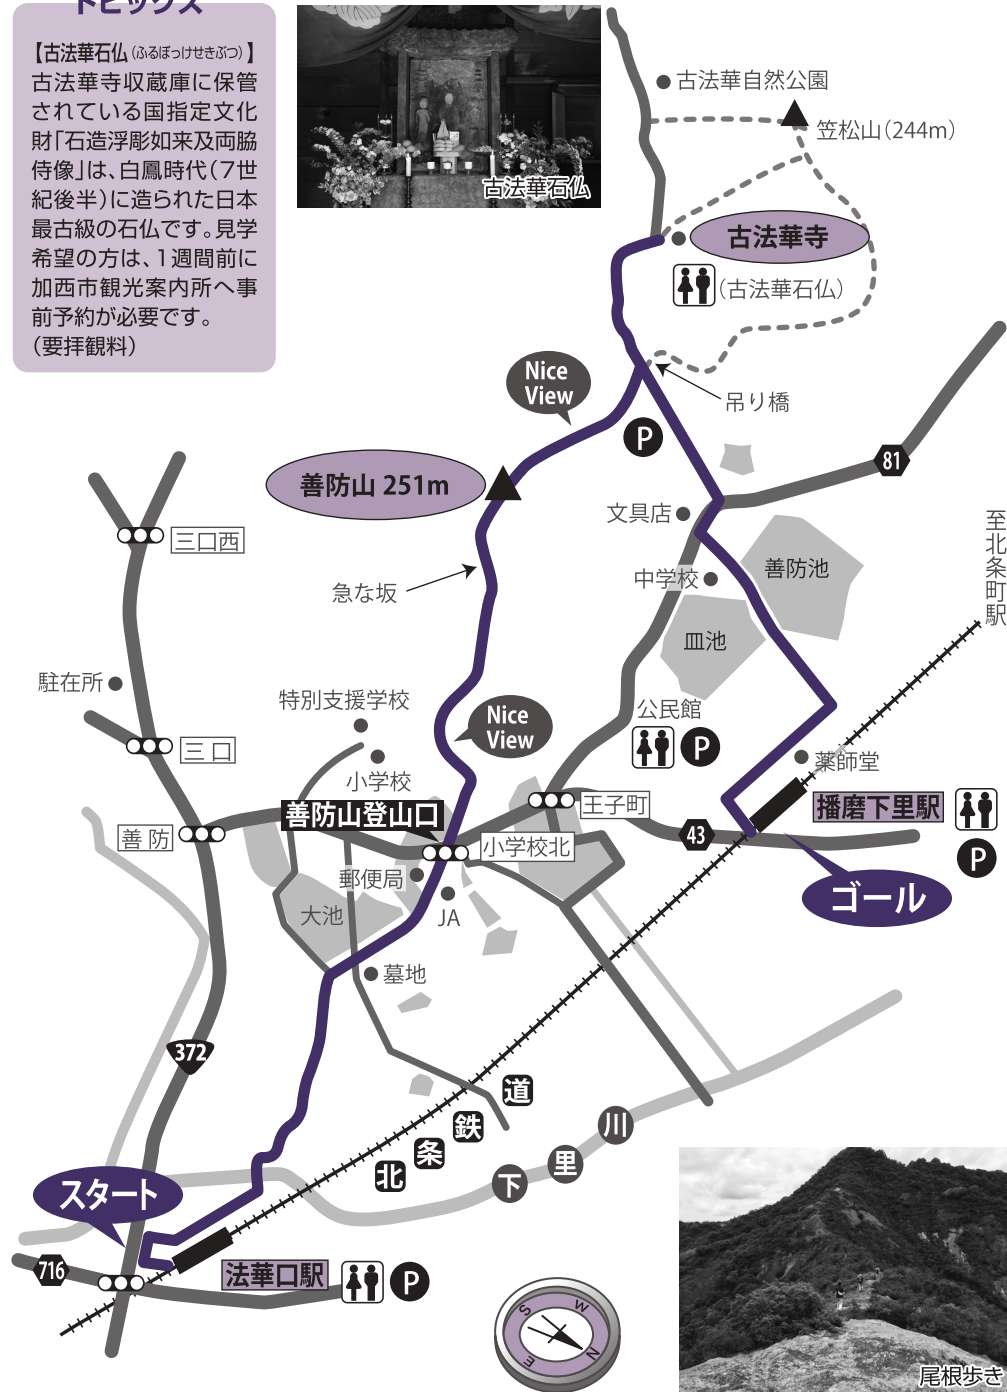 トピックス
【古法華石仏（ふるぼっけせきぶつ）】
古法華寺収蔵庫に保管
されている国指定文化
財「石造浮彫如来及両脇
侍像」は、白鳳時代（7世
紀後半）に造られた日本
最古級の石仏です。見学
希望の方は、1週間前に
加西市観光案内所へ事
前予約が必要です。
（要拝観料）
古法華石仏
古法華自然公園
笠松山（244m）
古法華寺
（古法華石仏）
Nice
View
吊り橋
P
81
善防山 251m
文具店
至北条町駅
三口西
善防池
中学校
急な坂
皿池
駐在所
特別支援学校
公民館
Nice
View
三口
P
小学校
薬師堂
善防山登山口
王子町
播磨下里駅
善防
小学校北
43
P
郵便局
ゴール
大池
JA
墓地
372
北条鉄道
下里川
スタート
716
法華口駅
P
S
W
N
E
尾根歩き